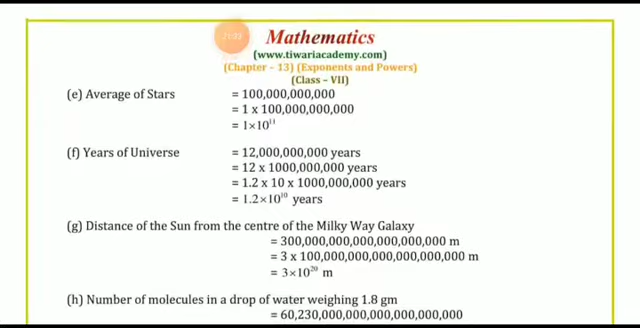 21:09
Mathematics
(www.tiwariacademy.com)
(Chapter – 13) (Exponents and Powers)
(Class – VII)
(e) Average of Stars = 100,000,000,000
= 1 x 100,000,000,000
= 1×10¹¹
(f) Years of Universe = 12,000,000,000 years
= 12 x 1000,000,000 years
= 1.2 x 10 x 1000,000,000 years
= 1.2×10¹⁰ years
(g) Distance of the Sun from the centre of the Milky Way Galaxy
= 300,000,000,000,000,000,000 m
= 3 x 100,000,000,000,000,000,000 m
= 3×10²⁰ m
(h) Number of molecules in a drop of water weighing 1.8 gm
= 60,230,000,000,000,000,000,000